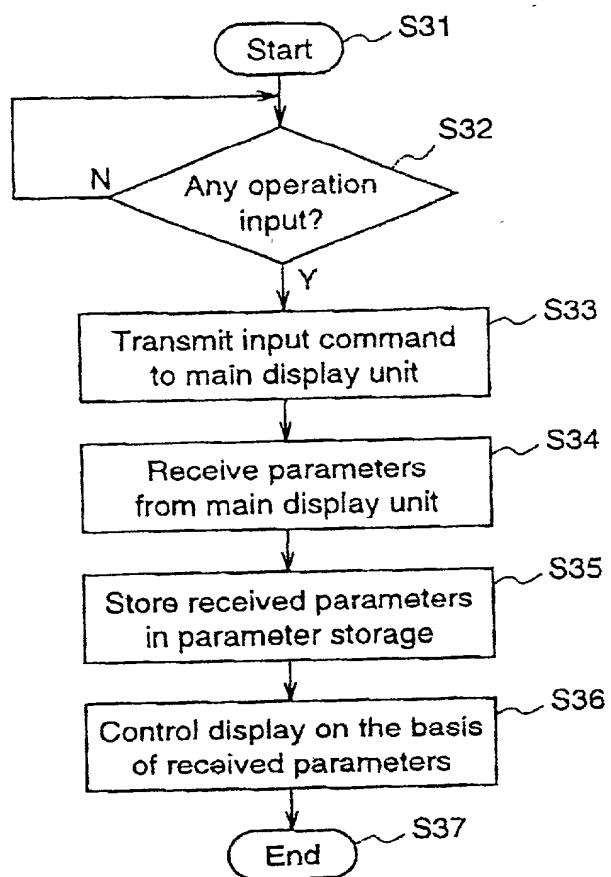 S31
Start
S32
N
Any operation
input?
Y
S33
Transmit input command
to main display unit
S34
Receive parameters
from main display unit
S35
Store received parameters
in parameter storage
S36
Control display on the basis
of received parameters
S37
End